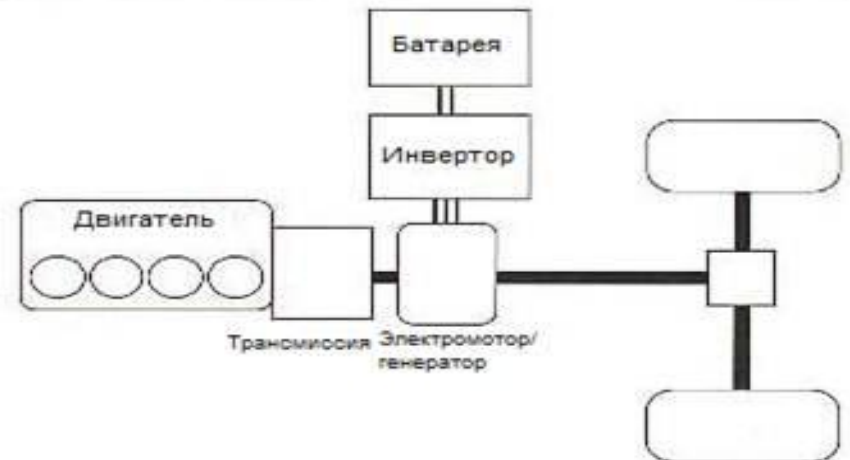 Батарея
Инвертор
Двигатель
Трансмиссия
Электромотор/
генератор